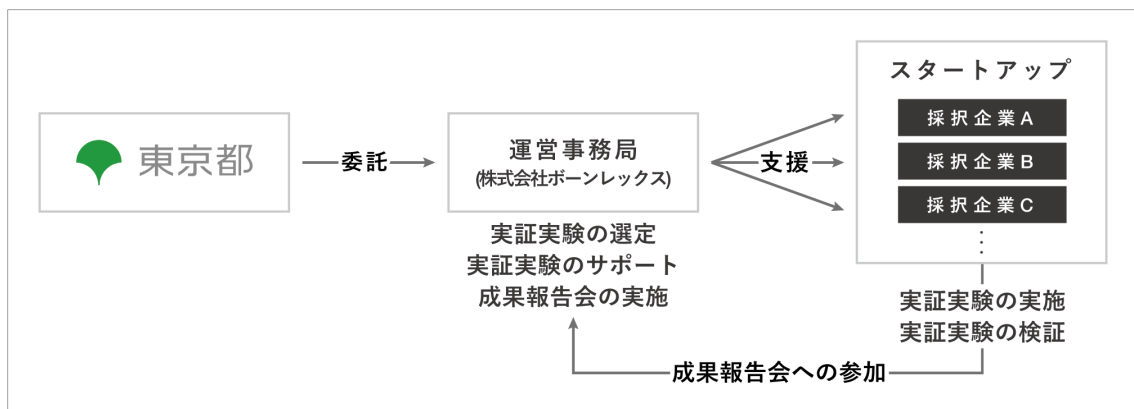 東京都
委託
運営事務局
(株式会社ボーンレックス)
実証実験の選定
実証実験のサポート
成果報告会の実施
支援
スタートアップ
採択企業A
採択企業B
採択企業C
実証実験の実施
実証実験の検証
成果報告会への参加